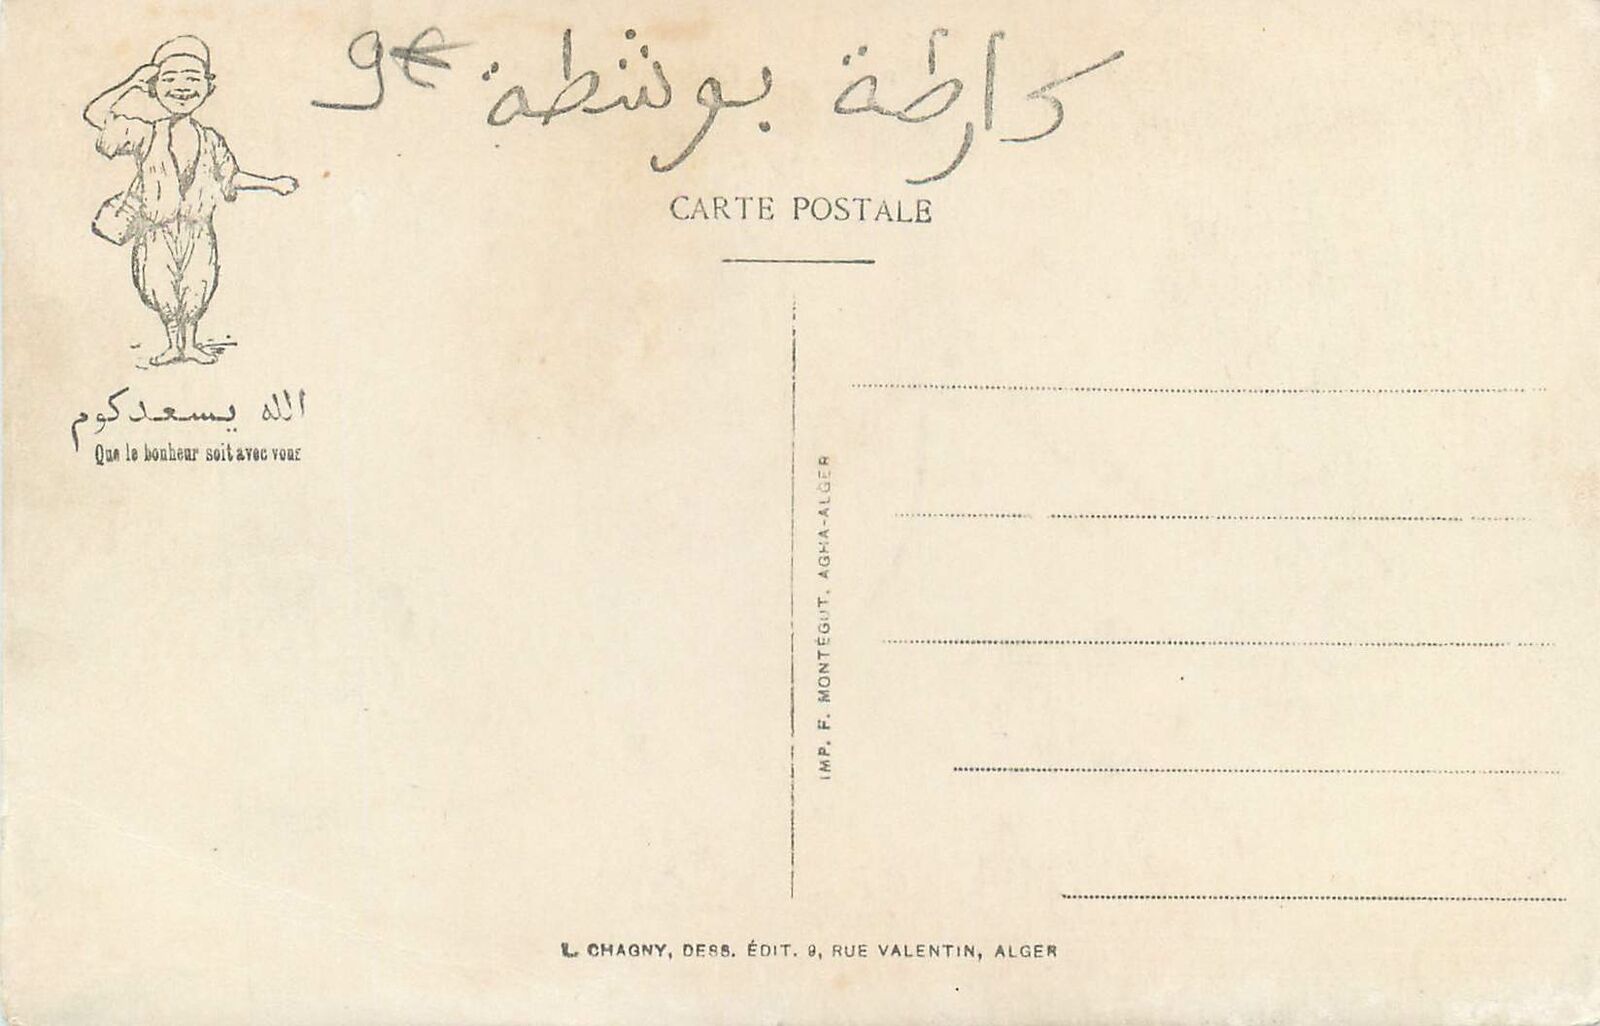 كارطة بوسطة 9€
CARTE POSTALE
الله يسعدكوم
Que le bonheur soit avec vous
IMP. F. MONTÉGUT. AGHA-ALGER
L. CHAGNY, DESS. ÉDIT. 9, RUE VALENTIN, ALGER